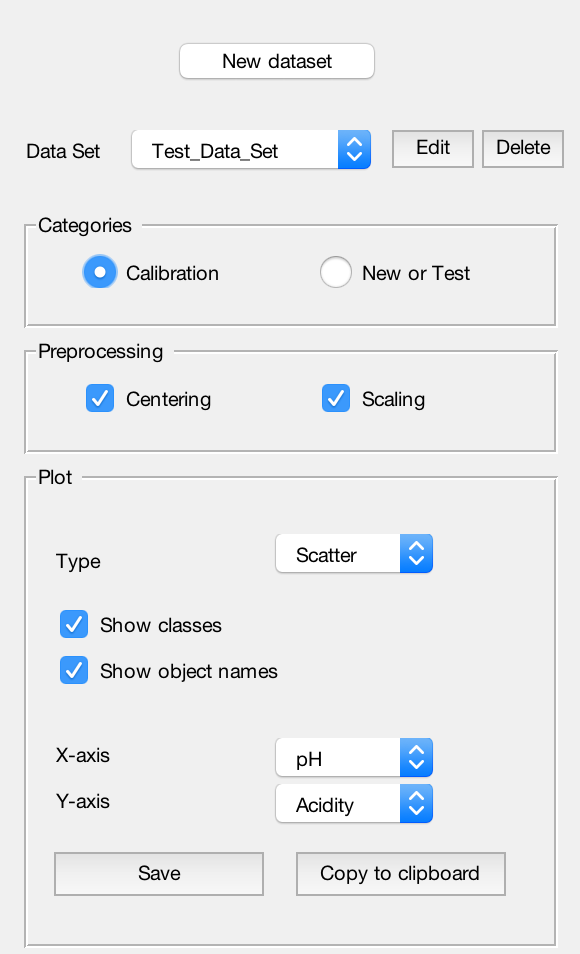 New dataset
Data Set Test_Data_Set Edit Delete
Categories
Calibration New or Test
Preprocessing
Centering Scaling
Plot
Type Scatter
Show classes
Show object names
X-axis pH
Y-axis Acidity
Save Copy to clipboard